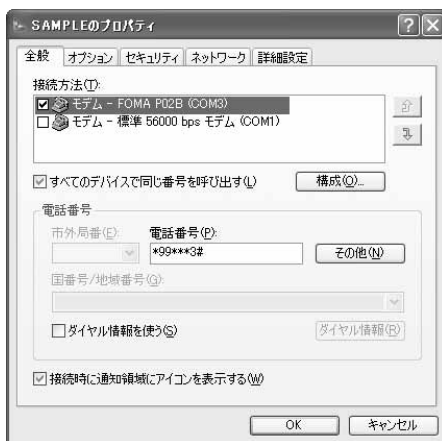 SAMPLEのプロパティ
全般 オプション セキュリティ ネットワーク 詳細設定
接続方法(T):
モデム - FOMA P02B (COM3)
モデム - 標準 56000 bps モデム (COM1)
すべてのデバイスで同じ番号を呼び出す(L) 構成(O)...
電話番号
市外局番(E): 電話番号(P):
*99***3# その他(N)
国番号/地域番号(G):
ダイヤル情報を使う(S) ダイヤル情報(R)
接続時に通知領域にアイコンを表示する(W)
OK キャンセル